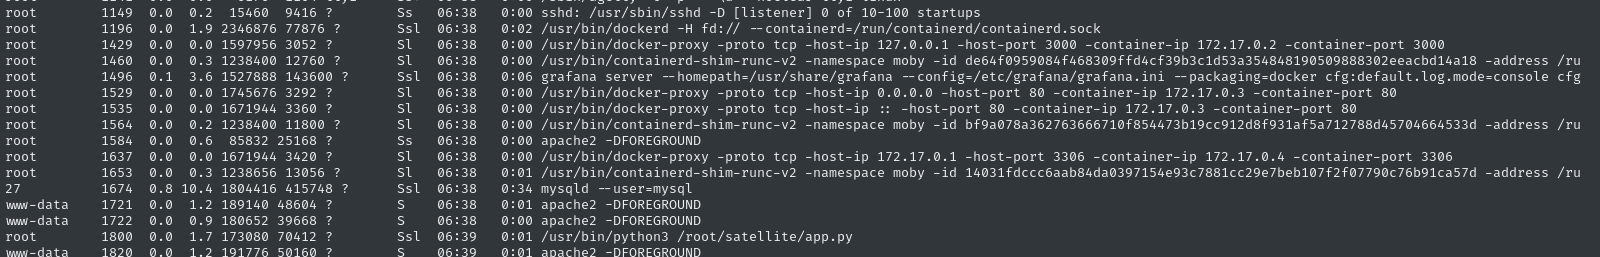 root 1149 0.0 0.2 15460 9416 ? Ss 06:38 0:00 sshd: /usr/sbin/sshd -D [listener] 0 of 10-100 startups
root 1196 0.0 1.9 2346876 77876 ? Ssl 06:38 0:02 /usr/bin/dockerd -H fd:// --containerd=/run/containerd/containerd.sock
root 1429 0.0 0.0 1597956 3052 ? Sl 06:38 0:00 /usr/bin/docker-proxy -proto tcp -host-ip 127.0.0.1 -host-port 3000 -container-ip 172.17.0.2 -container-port 3000
root 1460 0.0 0.3 1238400 12760 ? Sl 06:38 0:00 /usr/bin/containerd-shim-runc-v2 -namespace moby -id de64f0959084f468309ffd4cf39b3c1d53a354848190509888302eeacbd14a18 -address /ru
root 1496 0.1 3.6 1527888 143600 ? Ssl 06:38 0:06 grafana server --homepath=/usr/share/grafana --config=/etc/grafana/grafana.ini --packaging=docker cfg:default.log.mode=console cfg
root 1529 0.0 0.0 1745676 3292 ? Sl 06:38 0:00 /usr/bin/docker-proxy -proto tcp -host-ip 0.0.0.0 -host-port 80 -container-ip 172.17.0.3 -container-port 80
root 1535 0.0 0.0 1671944 3360 ? Sl 06:38 0:00 /usr/bin/docker-proxy -proto tcp -host-ip :: -host-port 80 -container-ip 172.17.0.3 -container-port 80
root 1564 0.0 0.2 1238400 11800 ? Sl 06:38 0:00 /usr/bin/containerd-shim-runc-v2 -namespace moby -id bf9a078a362763666710f854473b19cc912d8f931af5a712788d45704664533d -address /ru
root 1584 0.0 0.6 85832 25168 ? Ss 06:38 0:00 apache2 -DFOREGROUND
root 1637 0.0 0.0 1671944 3420 ? Sl 06:38 0:00 /usr/bin/docker-proxy -proto tcp -host-ip 172.17.0.1 -host-port 3306 -container-ip 172.17.0.4 -container-port 3306
root 1653 0.0 0.3 1238656 13056 ? Sl 06:38 0:01 /usr/bin/containerd-shim-runc-v2 -namespace moby -id 14031fdccc6aab84da0397154e93c7881cc29e7beb107f2f07790c76b91ca57d -address /ru
27 1674 0.8 10.4 1804416 415748 ? Ssl 06:38 0:34 mysqld --user=mysql
www-data 1721 0.0 1.2 189140 48604 ? S 06:38 0:01 apache2 -DFOREGROUND
www-data 1722 0.0 0.9 180652 39668 ? S 06:38 0:00 apache2 -DFOREGROUND
root 1800 0.0 1.7 173080 70412 ? Ssl 06:39 0:01 /usr/bin/python3 /root/satellite/app.py
www-data 1820 0.0 1.2 191776 50160 ? S 06:39 0:01 apache2 -DFOREGROUND